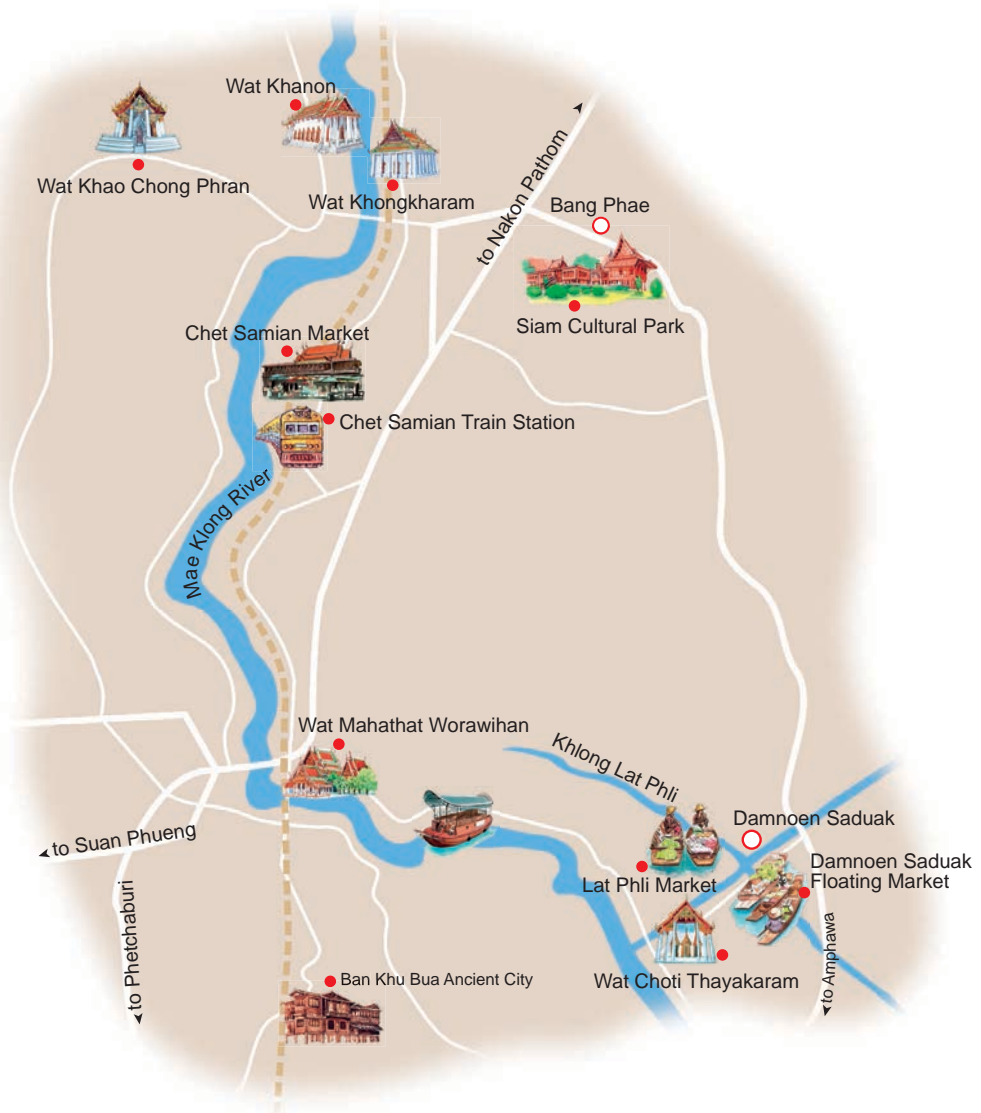 Wat Khanon
Wat Khao Chong Phran
Wat Khongkharam
to Nakon Pathom
Bang Phae
Siam Cultural Park
Chet Samian Market
Chet Samian Train Station
Mae Klong River
Wat Mahathat Worawihan
Khlong Lat Phli
Damnoen Saduak
to Suan Phueng
Damnoen Saduak
Floating Market
Lat Phli Market
to Phetchaburi
Wat Choti Thayakaram
to Amphawa
Ban Khu Bua Ancient City